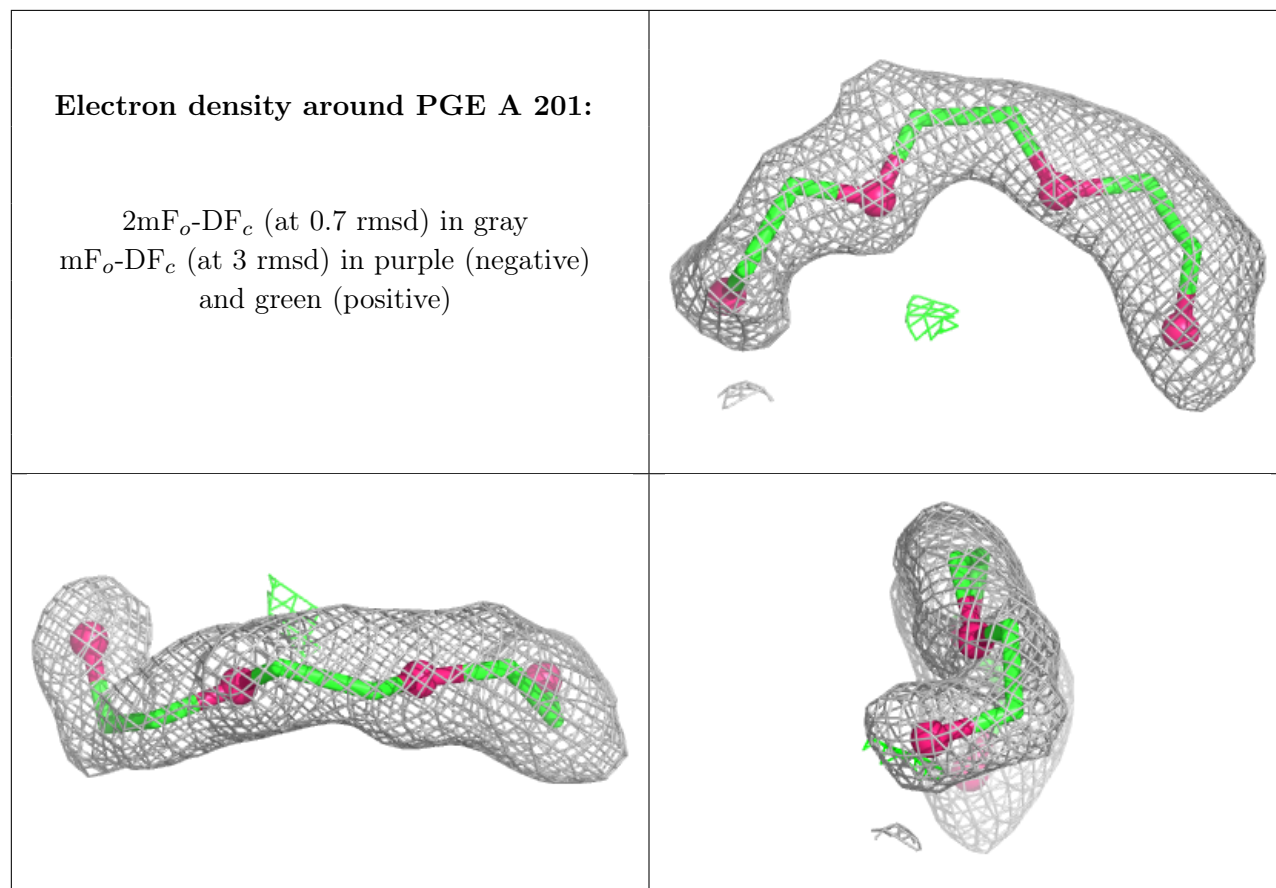 Electron density around PGE A 201:
2mFo-DFc (at 0.7 rmsd) in gray
mFo-DFc (at 3 rmsd) in purple (negative)
and green (positive)